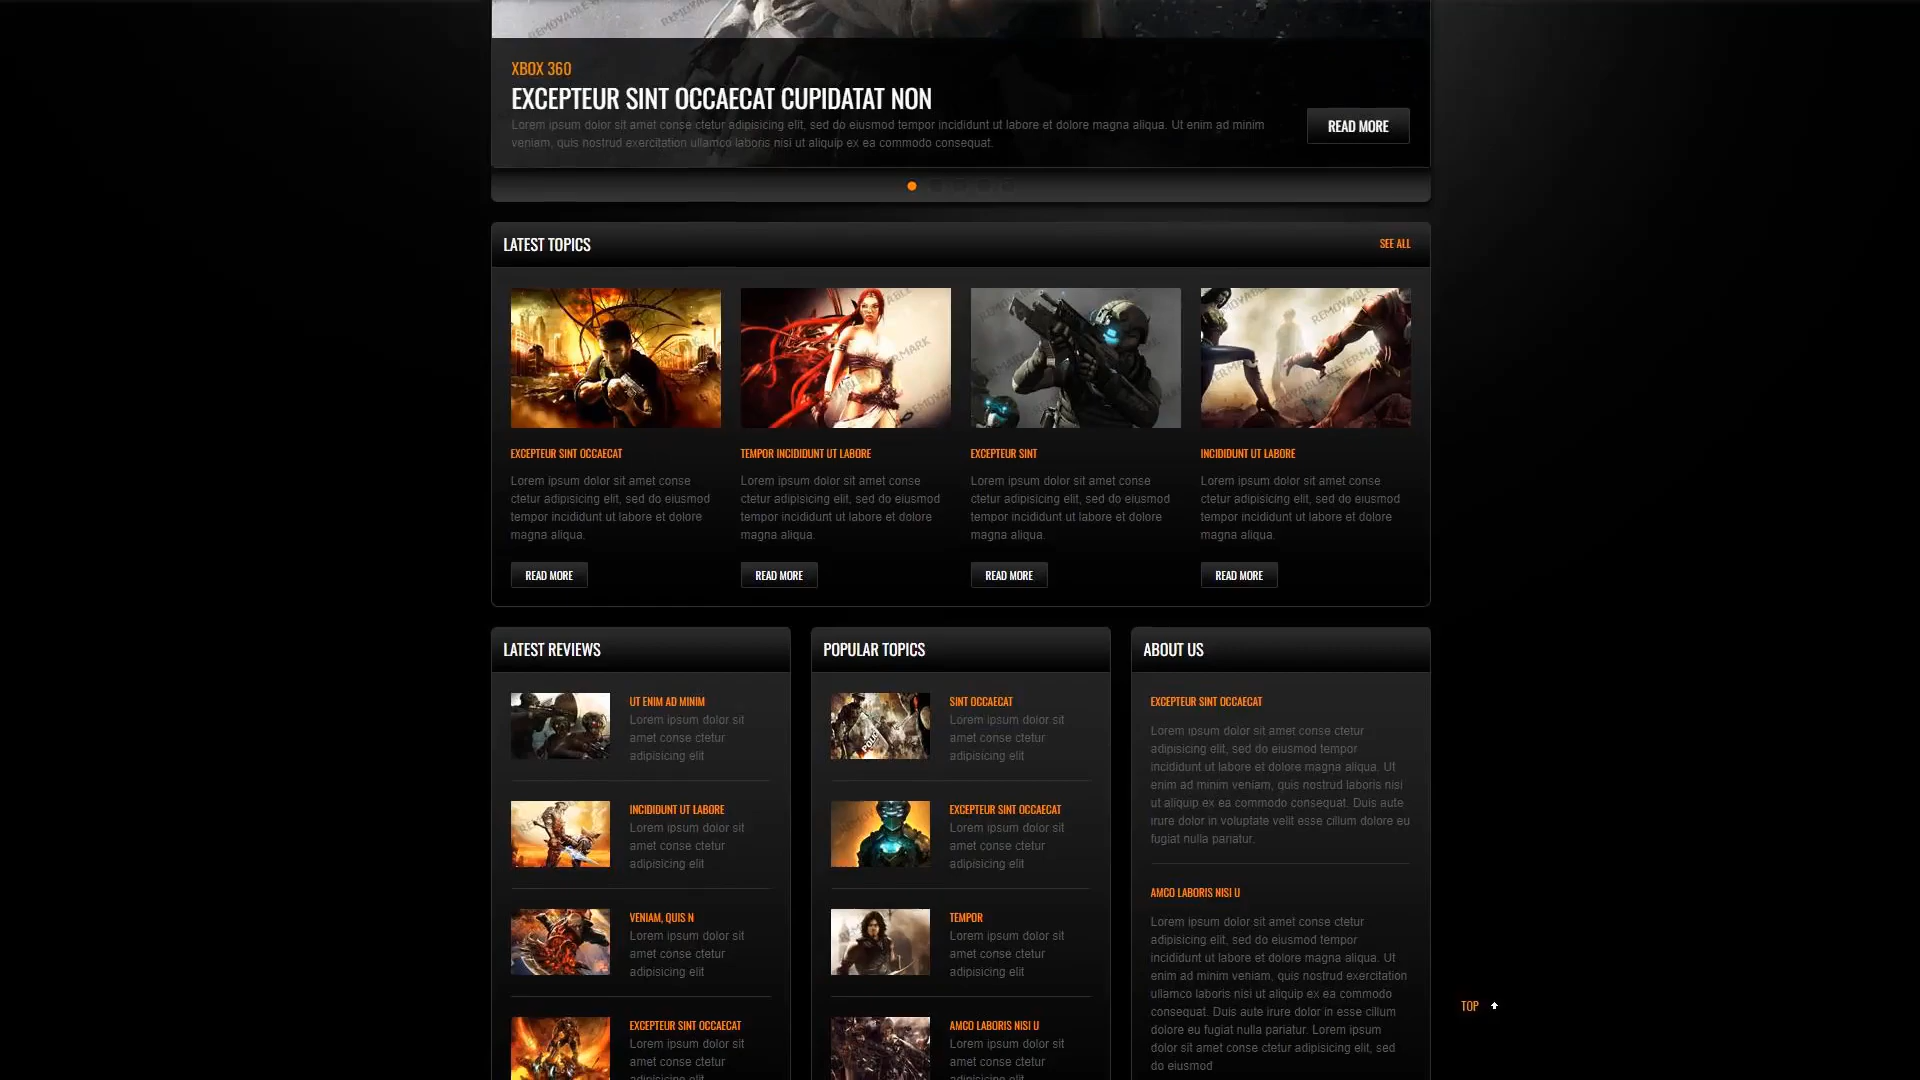 XBOX 360
EXCEPTEUR SINT OCCAECAT CUPIDATAT NON
Lorem ipsum dolor sit amet conse ctetur adipisicing elit, sed do eiusmod tempor incididunt ut labore et dolore magna aliqua. Ut enim ad minim
veniam, quis nostrud exercitation ullamco laboris nisi ut aliquip ex ea commodo consequat.
READ MORE
LATEST TOPICS
SEE ALL
EXCEPTEUR SINT OCCAECAT
Lorem ipsum dolor sit amet conse
ctetur adipisicing elit, sed do eiusmod
tempor incididunt ut labore et dolore
magna aliqua.
READ MORE
TEMPOR INCIDIDUNT UT LABORE
Lorem ipsum dolor sit amet conse
ctetur adipisicing elit, sed do eiusmod
tempor incididunt ut labore et dolore
magna aliqua.
READ MORE
EXCEPTEUR SINT
Lorem ipsum dolor sit amet conse
ctetur adipisicing elit, sed do eiusmod
tempor incididunt ut labore et dolore
magna aliqua.
READ MORE
INCIDIDUNT UT LABORE
Lorem ipsum dolor sit amet conse
ctetur adipisicing elit, sed do eiusmod
tempor incididunt ut labore et dolore
magna aliqua.
READ MORE
LATEST REVIEWS
UT ENIM AD MINIM
Lorem ipsum dolor sit
amet conse ctetur
adipisicing elit
INCIDIDUNT UT LABORE
Lorem ipsum dolor sit
amet conse ctetur
adipisicing elit
VENIAM, QUIS N
Lorem ipsum dolor sit
amet conse ctetur
adipisicing elit
EXCEPTEUR SINT OCCAECAT
Lorem ipsum dolor sit
amet conse ctetur
adipisicing elit
POPULAR TOPICS
SINT OCCAECAT
Lorem ipsum dolor sit
amet conse ctetur
adipisicing elit
EXCEPTEUR SINT OCCAECAT
Lorem ipsum dolor sit
amet conse ctetur
adipisicing elit
TEMPOR
Lorem ipsum dolor sit
amet conse ctetur
adipisicing elit
AMCO LABORIS NISI U
Lorem ipsum dolor sit
amet conse ctetur
adipisicing elit
ABOUT US
EXCEPTEUR SINT OCCAECAT
Lorem ipsum dolor sit amet conse ctetur
adipisicing elit, sed do eiusmod tempor
incididunt ut labore et dolore magna aliqua. Ut
enim ad minim veniam, quis nostrud laboris nisi
ut aliquip ex ea commodo consequat. Duis aute
irure dolor in voluptate velit esse cillum dolore eu
fugiat nulla pariatur.
AMCO LABORIS NISI U
Lorem ipsum dolor sit amet conse ctetur
adipisicing elit, sed do eiusmod tempor
incididunt ut labore et dolore magna aliqua. Ut
enim ad minim veniam, quis nostrud exercitation
ullamco laboris nisi ut aliquip ex ea commodo
consequat. Duis aute irure dolor in esse cillum
dolore eu fugiat nulla pariatur. Lorem ipsum
dolor sit amet conse ctetur adipisicing elit, sed
do eiusmod
TOP